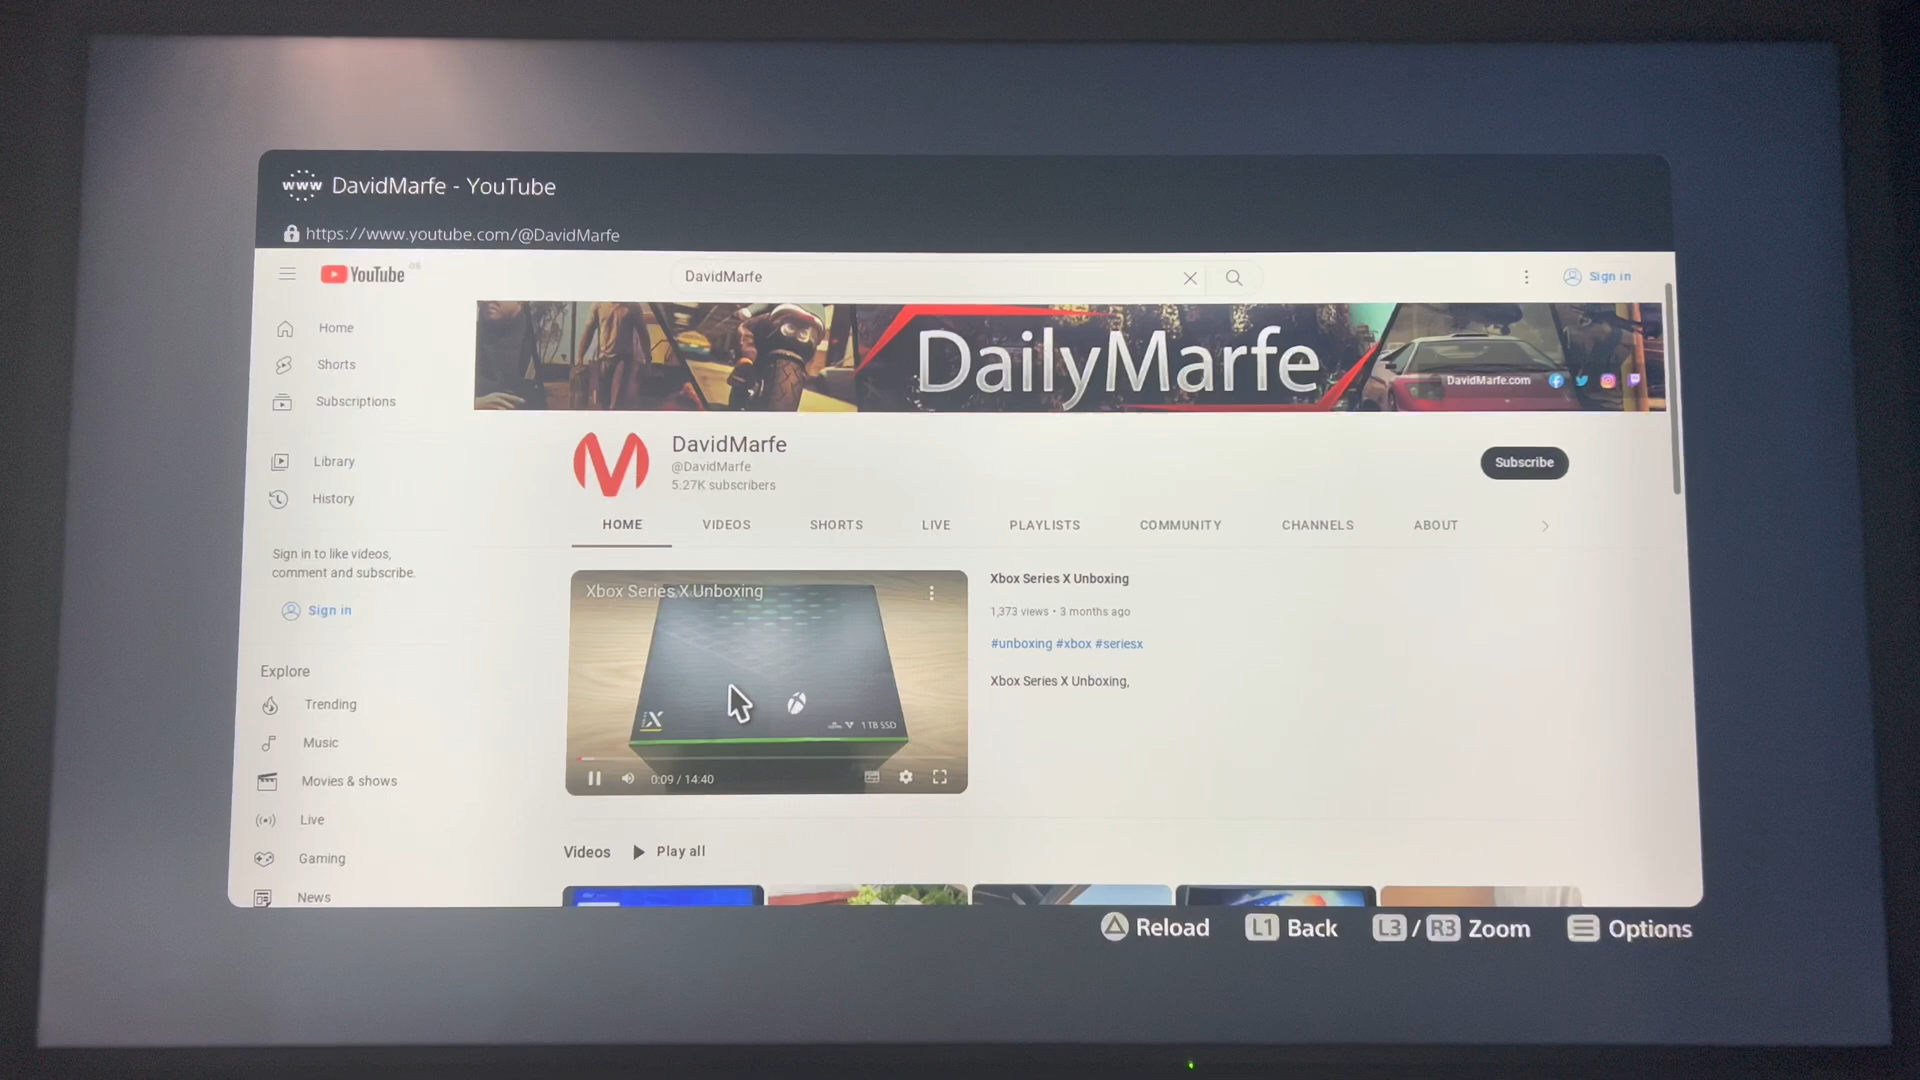 www DavidMarfe - YouTube
https://www.youtube.com/@DavidMarfe
YouTube GB
DavidMarfe
Sign in
Home
Shorts
Subscriptions
Library
History
Sign in to like videos,
comment and subscribe.
Sign in
Explore
Trending
Music
Movies & shows
Live
Gaming
News
DailyMarfe
DavidMarfe.com
DavidMarfe
@DavidMarfe
5.27K subscribers
Subscribe
HOME VIDEOS SHORTS LIVE PLAYLISTS COMMUNITY CHANNELS ABOUT
Xbox Series X Unboxing
X
1 TB SSD
0:09 / 14:40
Xbox Series X Unboxing
1,373 views • 3 months ago
#unboxing #xbox #seriesx
Xbox Series X Unboxing,
Videos Play all
Reload L1 Back L3 / R3 Zoom Options